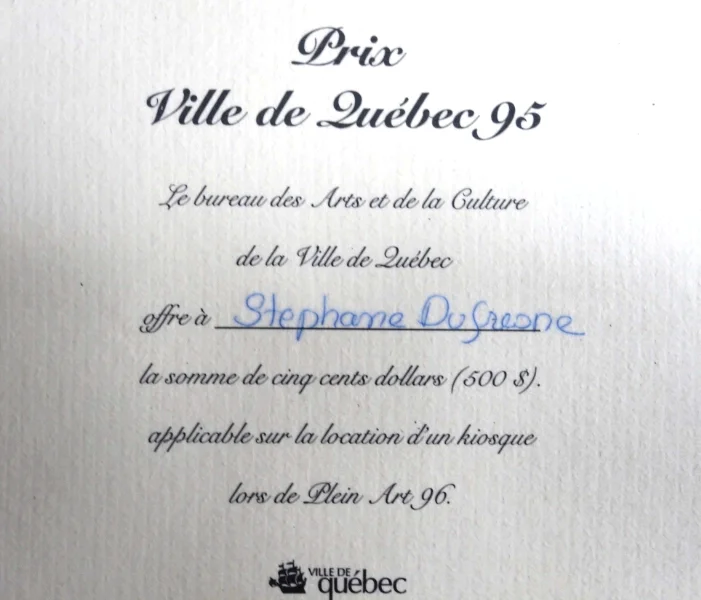 Prix
Ville de Québec 95
Le bureau des Arts et de la Culture
de la Ville de Québec
offre à Stephane Dufresne
la somme de cinq cents dollars (500 $).
applicable sur la location d'un kiosque
lors de Plein Art 96.
VILLE DE
québec